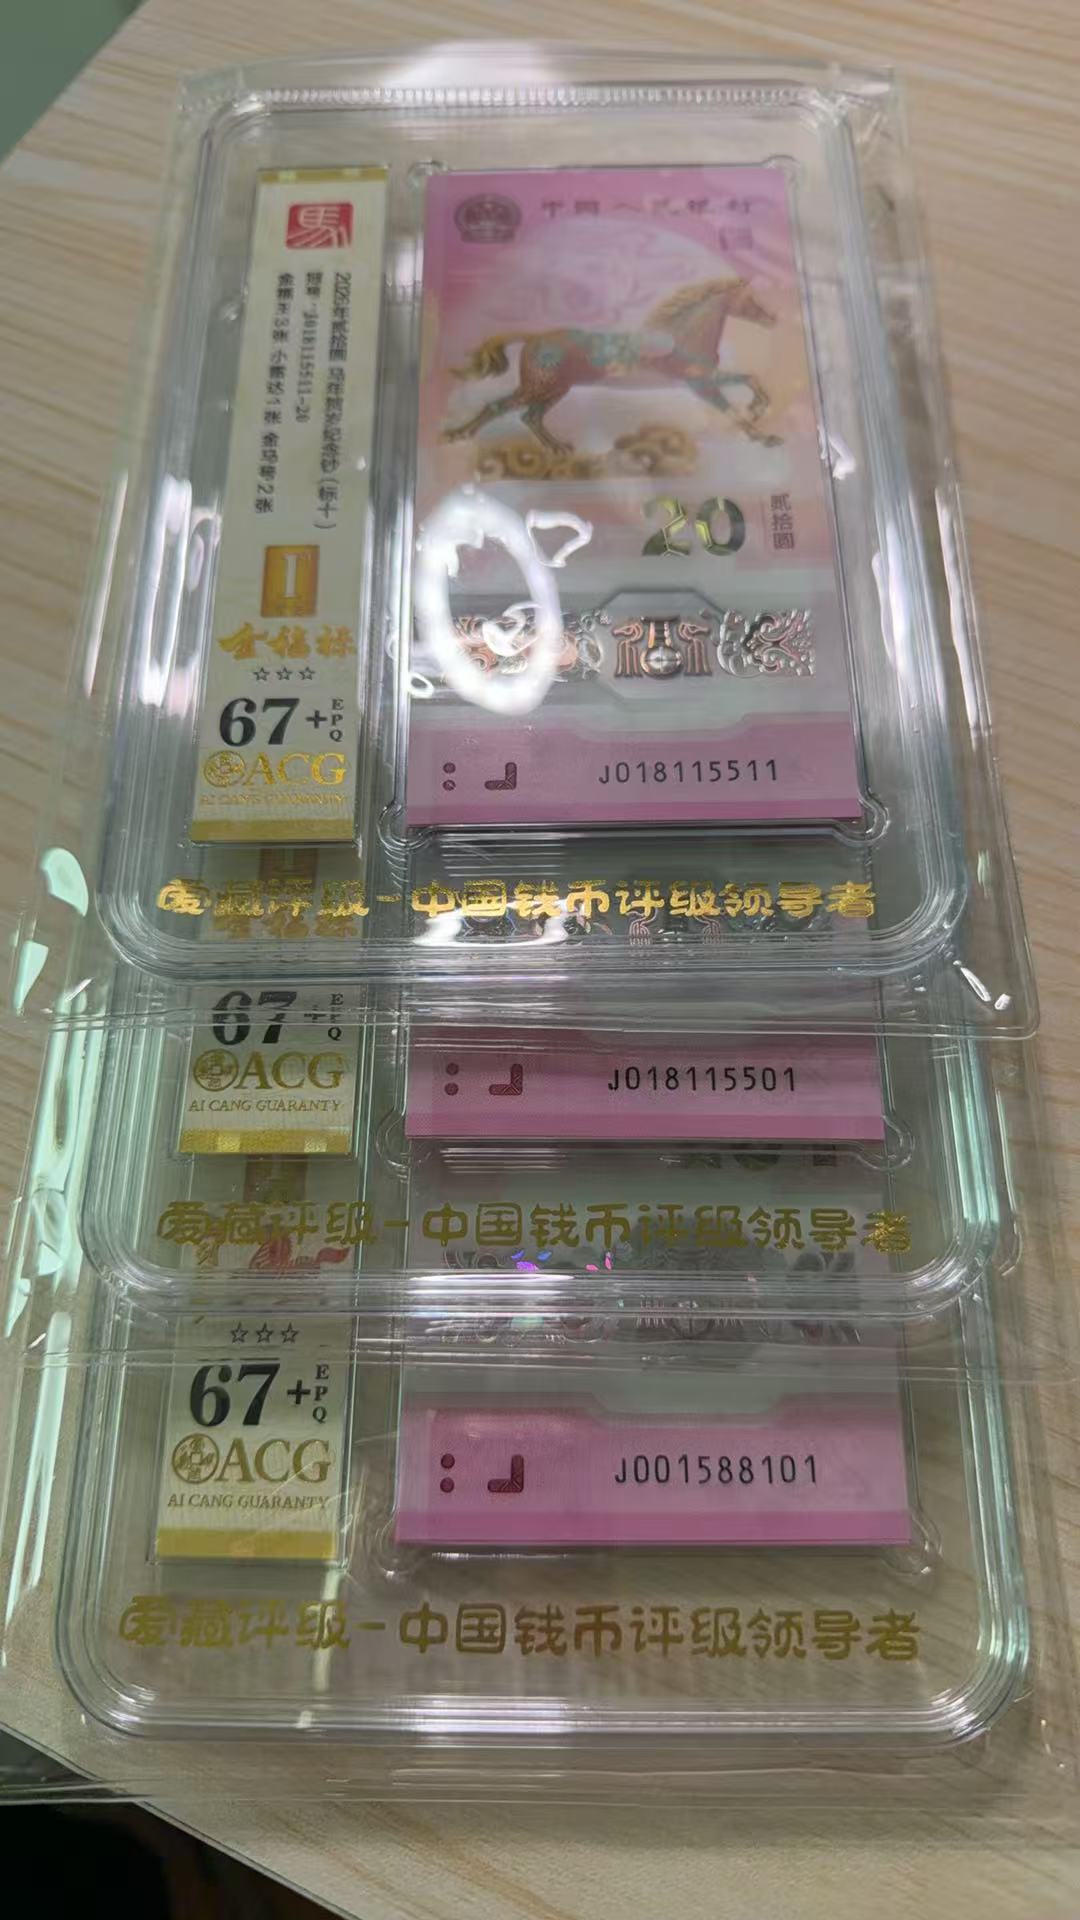 馬
2026年贰拾圆 马年贺岁纪念钞(标十)
冠号:J018115511-20
金福王3张 小雷达1张 金马号2张
I
金福标
☆☆☆
67+EPQ
ACG
AI CANG GUARANTY
中国人民银行
20
贰拾圆
J018115511
爱藏评级-中国钱币评级领导者
67+EPQ
ACG
AI CANG GUARANTY
J018115501
爱藏评级-中国钱币评级领导者
☆☆☆
67+EPQ
ACG
AI CANG GUARANTY
J001588101
爱藏评级-中国钱币评级领导者